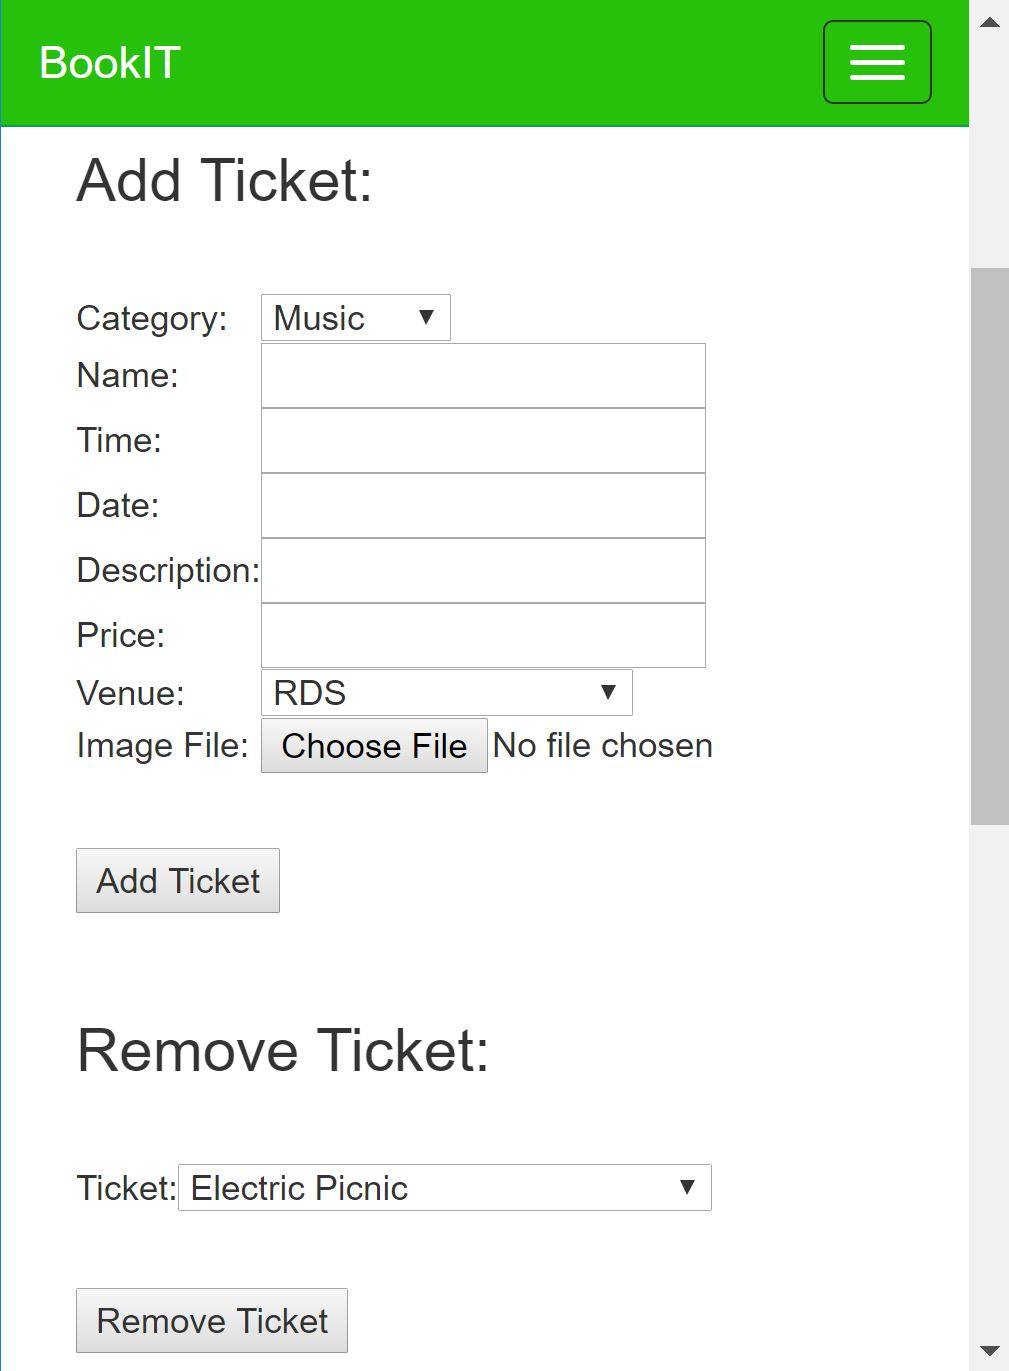 BookIT
Add Ticket:
Category: Music
Name:
Time:
Date:
Description:
Price:
Venue: RDS
Image File: Choose File No file chosen
Add Ticket
Remove Ticket:
Ticket: Electric Picnic
Remove Ticket